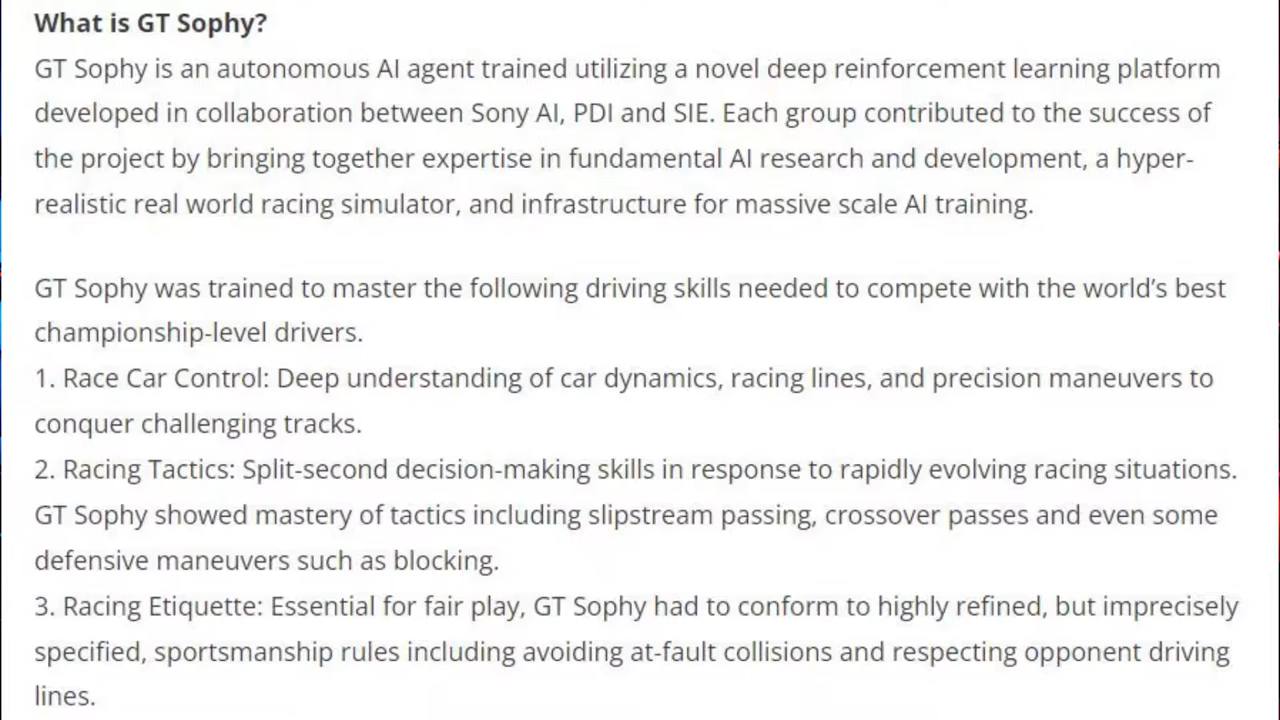 What is GT Sophy?
GT Sophy is an autonomous AI agent trained utilizing a novel deep reinforcement learning platform
developed in collaboration between Sony AI, PDI and SIE. Each group contributed to the success of
the project by bringing together expertise in fundamental AI research and development, a hyper-
realistic real world racing simulator, and infrastructure for massive scale AI training.
GT Sophy was trained to master the following driving skills needed to compete with the world’s best
championship-level drivers.
1. Race Car Control: Deep understanding of car dynamics, racing lines, and precision maneuvers to
conquer challenging tracks.
2. Racing Tactics: Split-second decision-making skills in response to rapidly evolving racing situations.
GT Sophy showed mastery of tactics including slipstream passing, crossover passes and even some
defensive maneuvers such as blocking.
3. Racing Etiquette: Essential for fair play, GT Sophy had to conform to highly refined, but imprecisely
specified, sportsmanship rules including avoiding at-fault collisions and respecting opponent driving
lines.